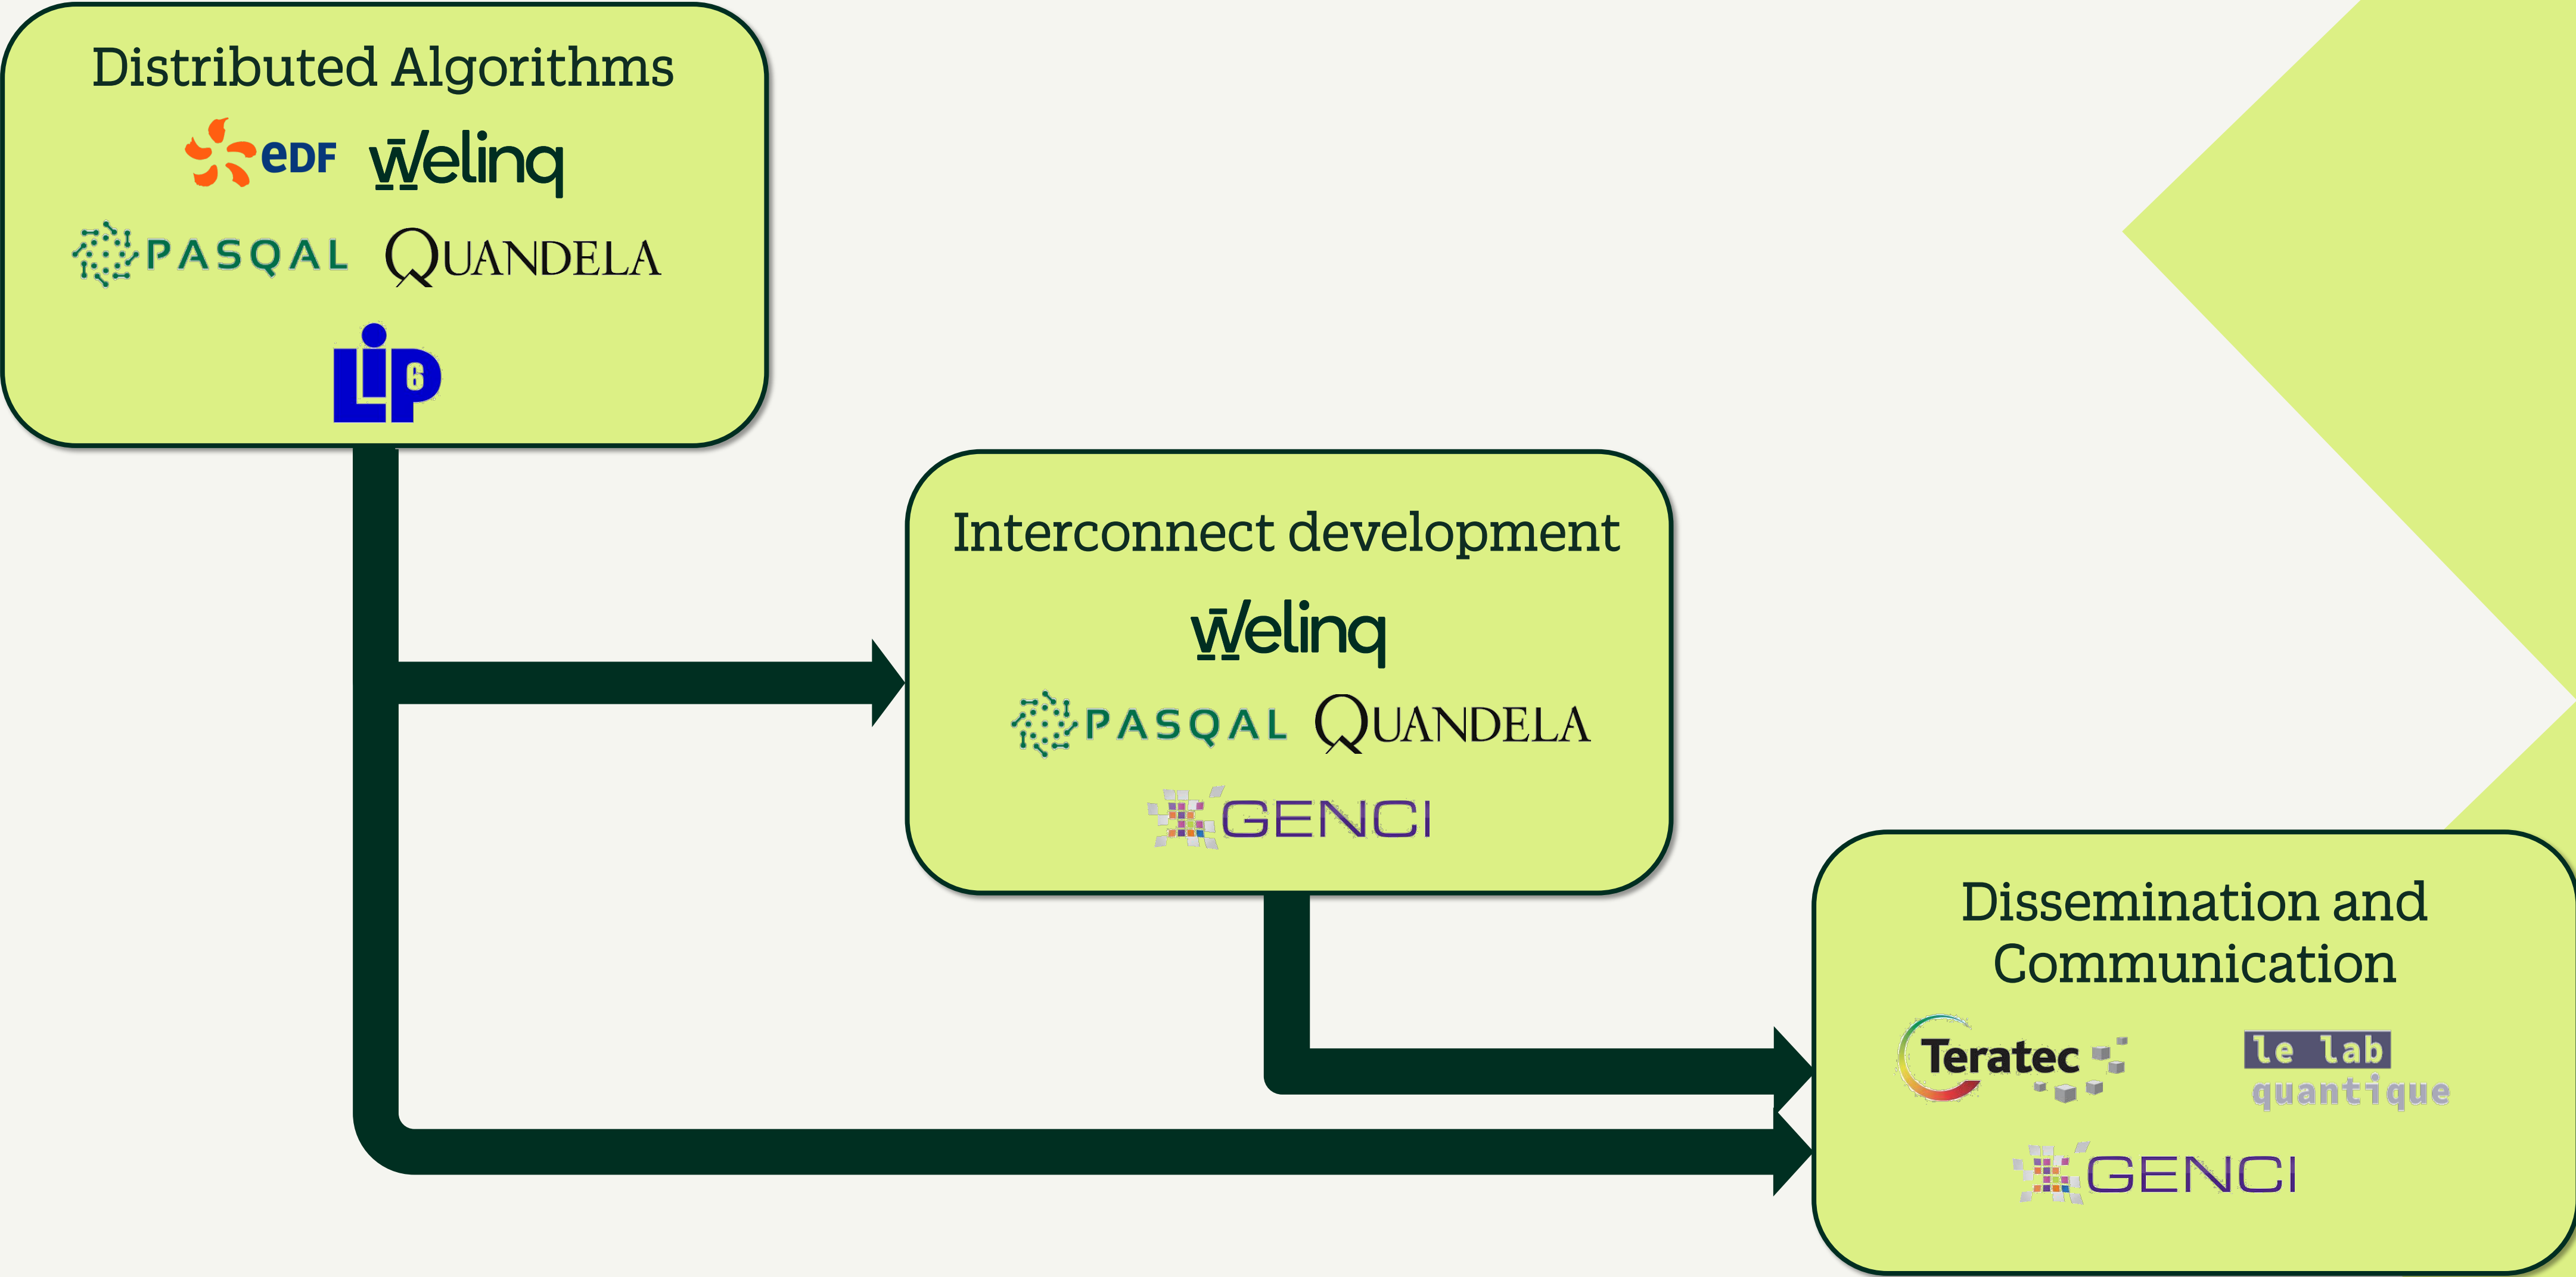 Distributed Algorithms
eDF welinq
PASQAL QUANDELA
LiP6
Interconnect development
welinq
PASQAL QUANDELA
GENCI
Dissemination and
Communication
Teratec le lab
quantique
GENCI